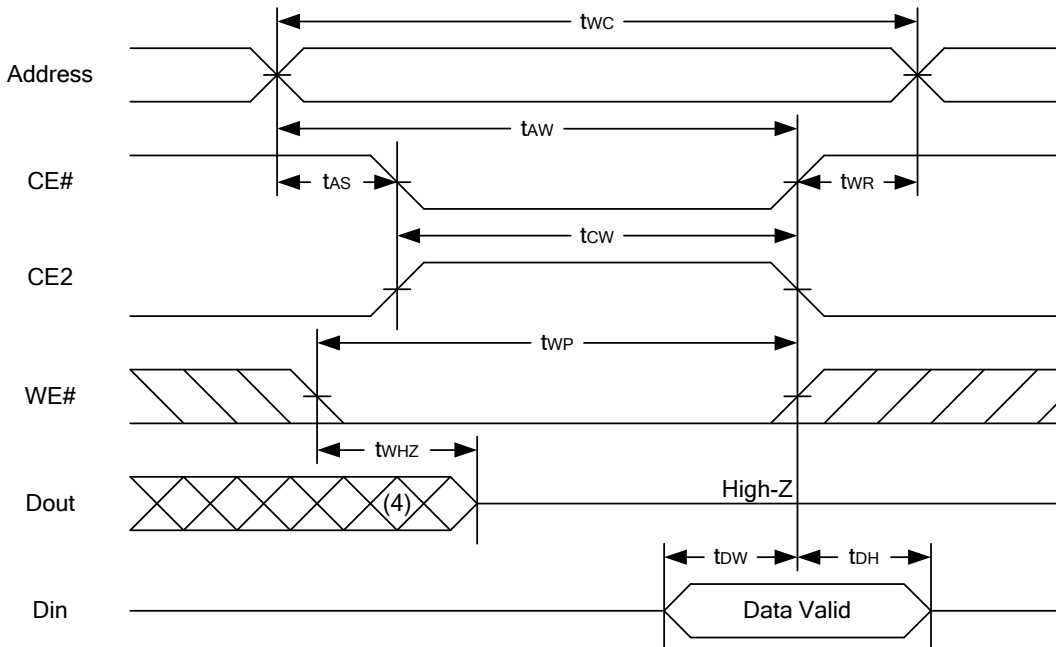 tWC
Address
tAW
CE#
tAS
tWR
tCW
CE2
tWP
WE#
tWHZ
Dout
(4)
High-Z
tDW
tDH
Din
Data Valid